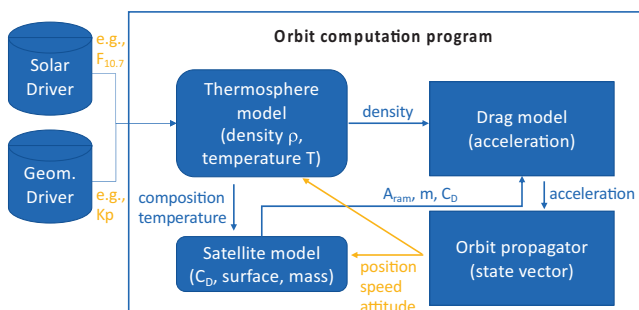 Orbit computation program
Solar
Driver
e.g.,
F10.7
Geom.
Driver
e.g.,
Kp
Thermosphere
model
(density ρ,
temperature T)
density
Drag model
(acceleration)
composition
temperature
Aram, m, CD
acceleration
Satellite model
(CD, surface, mass)
position
speed
attitude
Orbit propagator
(state vector)